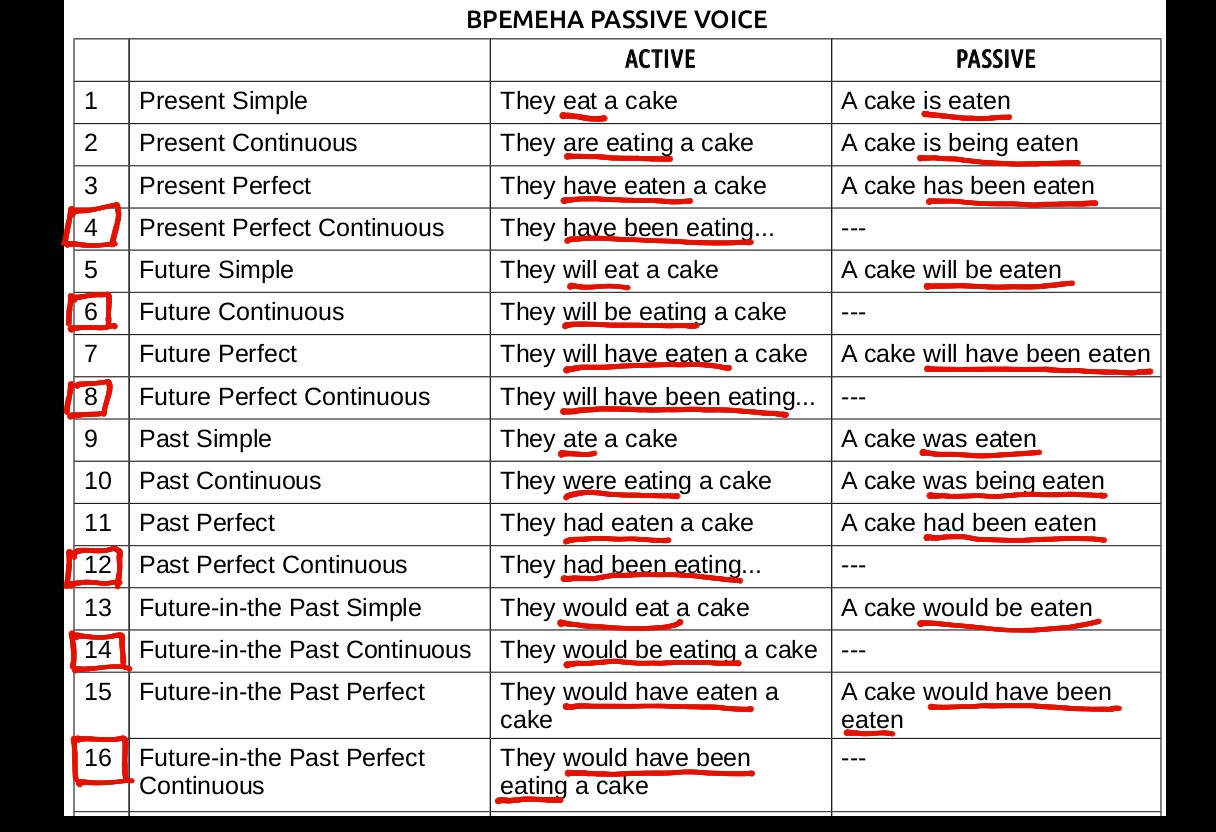 ВРЕМЕНА PASSIVE VOICE
ACTIVE PASSIVE
1 Present Simple They eat a cake A cake is eaten
2 Present Continuous They are eating a cake A cake is being eaten
3 Present Perfect They have eaten a cake A cake has been eaten
4 Present Perfect Continuous They have been eating... ---
5 Future Simple They will eat a cake A cake will be eaten
6 Future Continuous They will be eating a cake ---
7 Future Perfect They will have eaten a cake A cake will have been eaten
8 Future Perfect Continuous They will have been eating... ---
9 Past Simple They ate a cake A cake was eaten
10 Past Continuous They were eating a cake A cake was being eaten
11 Past Perfect They had eaten a cake A cake had been eaten
12 Past Perfect Continuous They had been eating... ---
13 Future-in-the Past Simple They would eat a cake A cake would be eaten
14 Future-in-the Past Continuous They would be eating a cake ---
15 Future-in-the Past Perfect They would have eaten a A cake would have been
cake eaten
16 Future-in-the Past Perfect They would have been ---
Continuous eating a cake